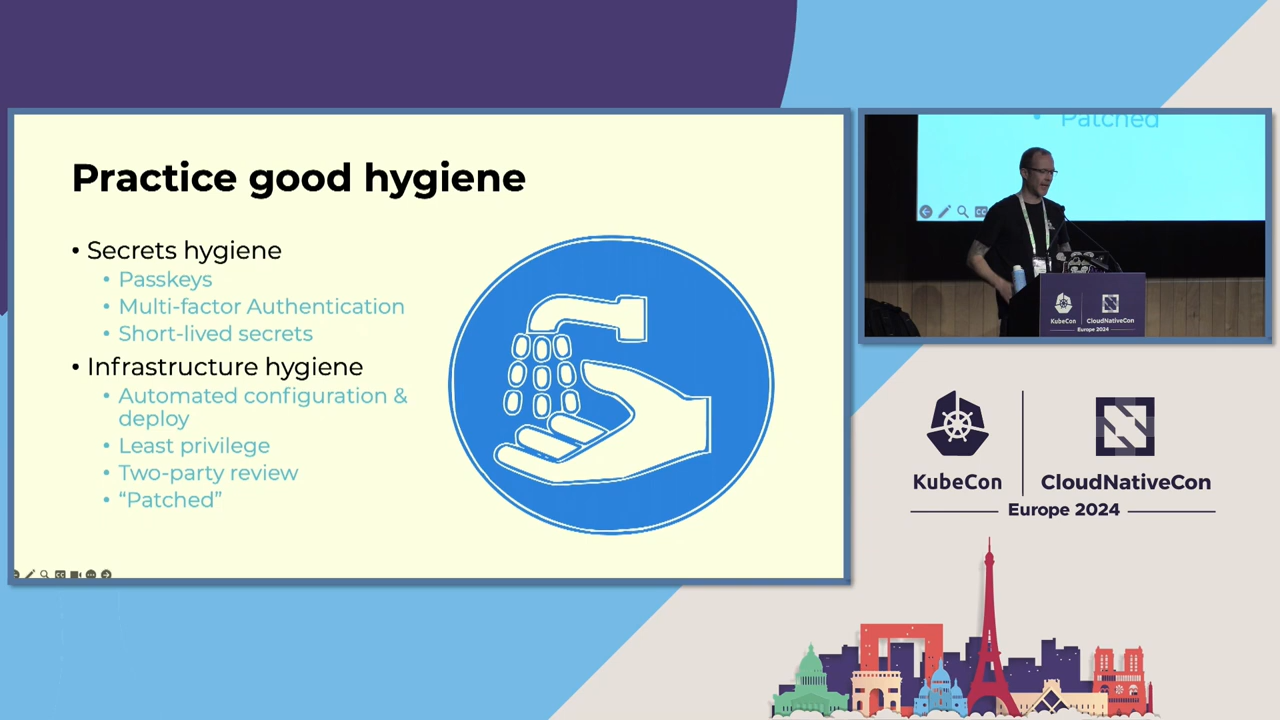 Practice good hygiene
• Secrets hygiene
• Passkeys
• Multi-factor Authentication
• Short-lived secrets
• Infrastructure hygiene
• Automated configuration &
deploy
• Least privilege
• Two-party review
• “Patched”
• Patched
KubeCon
CloudNativeCon
Europe 2024
KubeCon
CloudNativeCon
Europe 2024